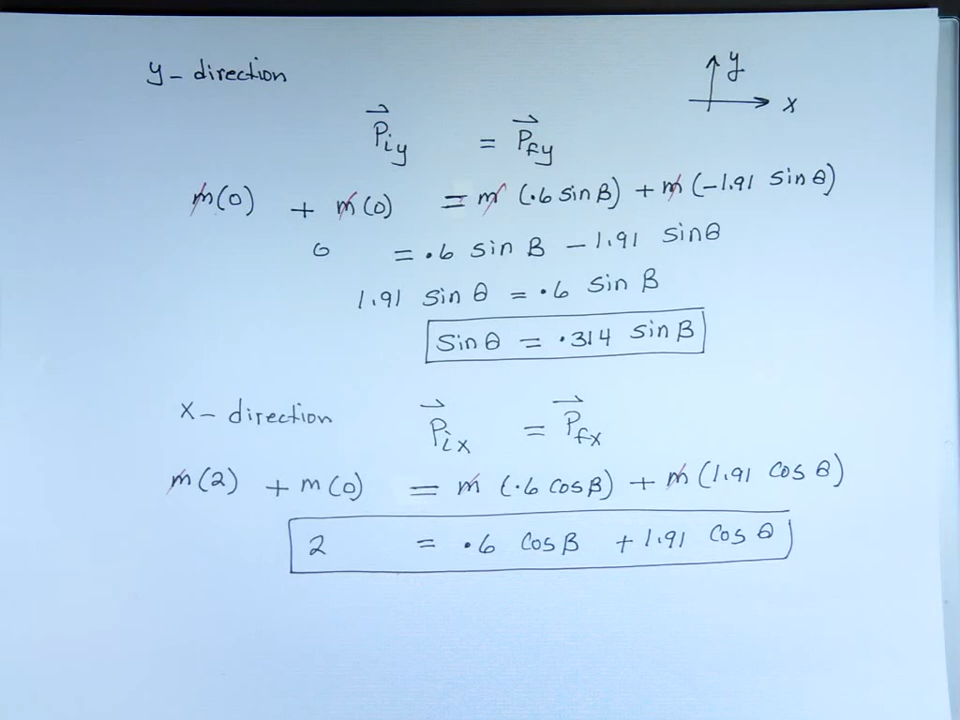 y - direction
y
x
P⃗iy = P⃗fy
m(0) + m(0) = m(.6 sin β) + m(-1.91 sin θ)
0 = .6 sin β - 1.91 sin θ
1.91 sin θ = .6 sin β
sin θ = .314 sin β
x - direction
P⃗ix = P⃗fx
m(2) + m(0) = m(.6 cos β) + m(1.91 cos θ)
2 = .6 cos β + 1.91 cos θ